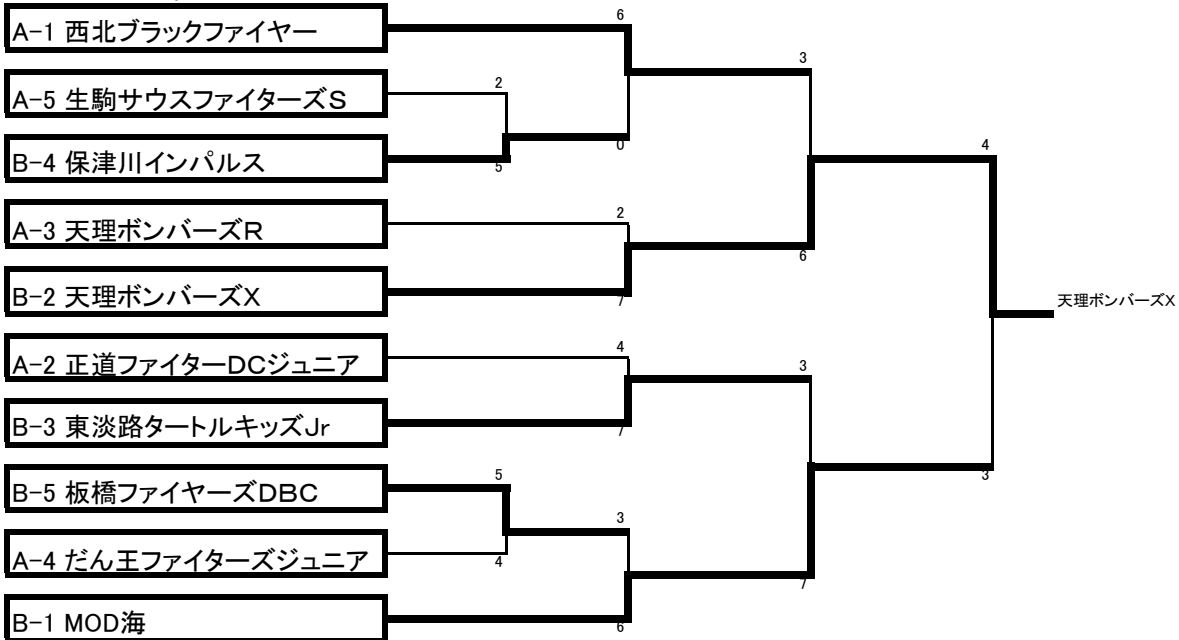 6
A-1 西北ブラックファイヤー
3
2
A-5 生駒サウスファイターズS
0
4
B-4 保津川インパルス
5
2
A-3 天理ボンバーズR
6
B-2 天理ボンバーズX
7
天理ボンバーズX
4
A-2 正道ファイターDCジュニア
3
B-3 東淡路タートルキッズJr
7
5
3
B-5 板橋ファイヤーズDBC
3
A-4 だん王ファイターズジュニア
4
7
B-1 MOD海
6